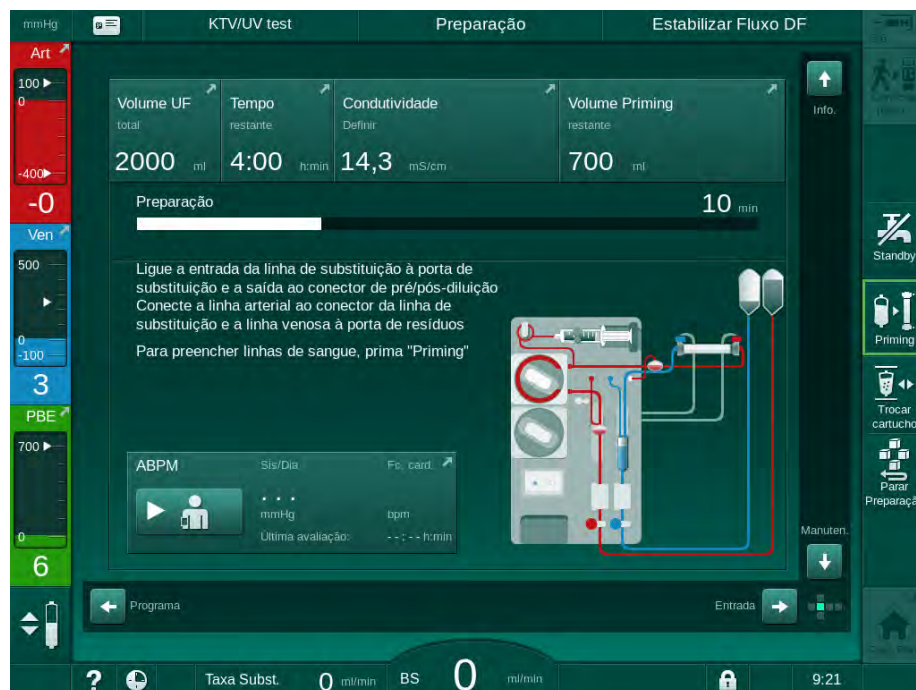 mmHg
KTV/UV test
Preparação
Estabilizar Fluxo DF
Art
100
0
-400
-0
Ven
500
0
-100
3
PBE
700
0
6
Volume UF
total
2000 ml
Tempo
restante
4:00 h:min
Condutividade
Definir
14,3 mS/cm
Volume Priming
restante
700 ml
Preparação
10 min
Ligue a entrada da linha de substituição à porta de
substituição e a saída ao conector de pré/pós-diluição
Conecte a linha arterial ao conector da linha de
substituição e a linha venosa à porta de resíduos
Para preencher linhas de sangue, prima "Priming"
ABPM
Sis/Dia
Fc. card.
. . .
mmHg
bpm
Última avaliação:
--:-- h:min
Info.
Manuten.
Programa
Entrada
Standby
Priming
Trocar
cartucho
Parar
Preparaçã
?
Taxa Subst.
0 ml/min
BS
0 ml/min
9:21